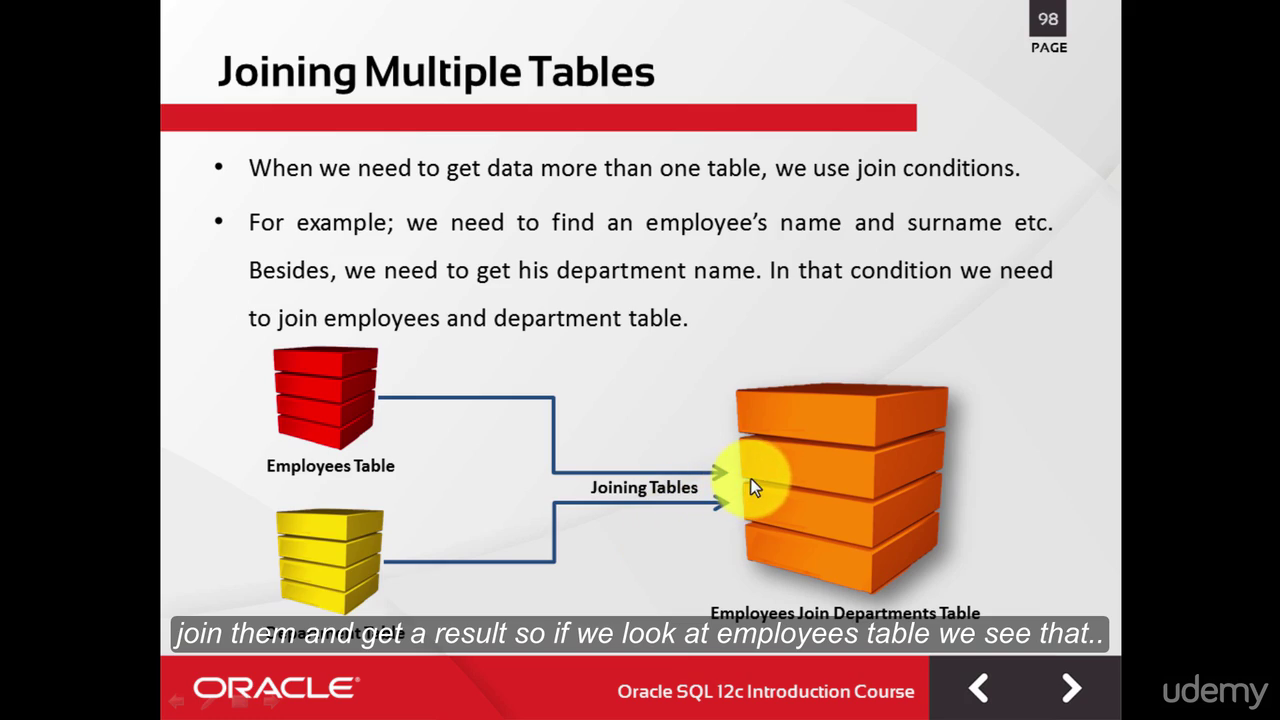 98
PAGE
Joining Multiple Tables
• When we need to get data more than one table, we use join conditions.
• For example; we need to find an employee’s name and surname etc.
Besides, we need to get his department name. In that condition we need
to join employees and department table.
Employees Table
Joining Tables
Employees Join Departments Table
join them and get a result so if we look at employees table we see that..
ORACLE®
Oracle SQL 12c Introduction Course
udemy